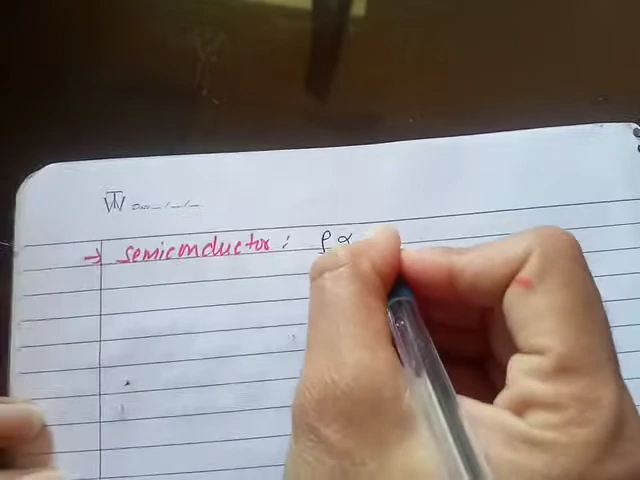 → semiconductor : ρ ∝